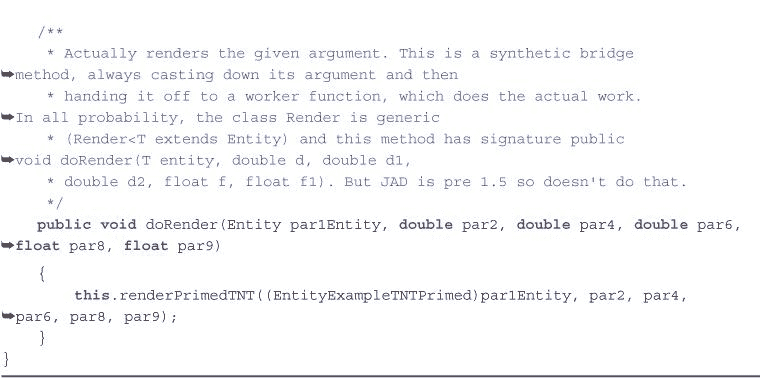 /**
* Actually renders the given argument. This is a synthetic bridge
➥method, always casting down its argument and then
* handing it off to a worker function, which does the actual work.
➥In all probability, the class Render is generic
* (Render<T extends Entity) and this method has signature public
➥void doRender(T entity, double d, double d1,
* double d2, float f, float f1). But JAD is pre 1.5 so doesn't do that.
*/
public void doRender(Entity par1Entity, double par2, double par4, double par6,
➥float par8, float par9)
{
this.renderPrimedTNT((EntityExampleTNTPrimed)par1Entity, par2, par4,
➥par6, par8, par9);
}
}